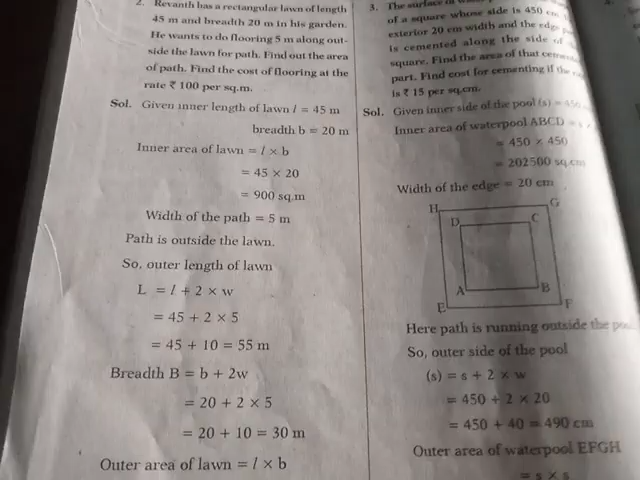 2. Revanth has a rectangular lawn of length
45 m and breadth 20 m in his garden.
He wants to do flooring 5 m along out-
side the lawn for path. Find out the area
of path. Find the cost of flooring at the
rate ₹ 100 per sq.m.
Sol. Given inner length of lawn l = 45 m
breadth b = 20 m
Inner area of lawn = l × b
= 45 × 20
= 900 sq.m
Width of the path = 5 m
Path is outside the lawn.
So, outer length of lawn
L = l + 2 × w
= 45 + 2 × 5
= 45 + 10 = 55 m
Breadth B = b + 2w
= 20 + 2 × 5
= 20 + 10 = 30 m
Outer area of lawn = l × b
3. The surface of
of a square whose side is 450 cm
exterior 20 cm width and the edge
is cemented along the side of
square. Find the area of that
part. Find cost for cementing if the
is ₹ 15 per sq.cm.
Sol. Given inner side of the pool (s) = 450
Inner area of waterpool ABCD = s
= 450 × 450
= 202500 sq.cm
Width of the edge = 20 cm
H G
D C
A B
E F
Here path is running outside the
So, outer side of the pool
(s) = s + 2 × w
= 450 + 2 × 20
= 450 + 40 = 490 cm
Outer area of waterpool EFGH
= s × s